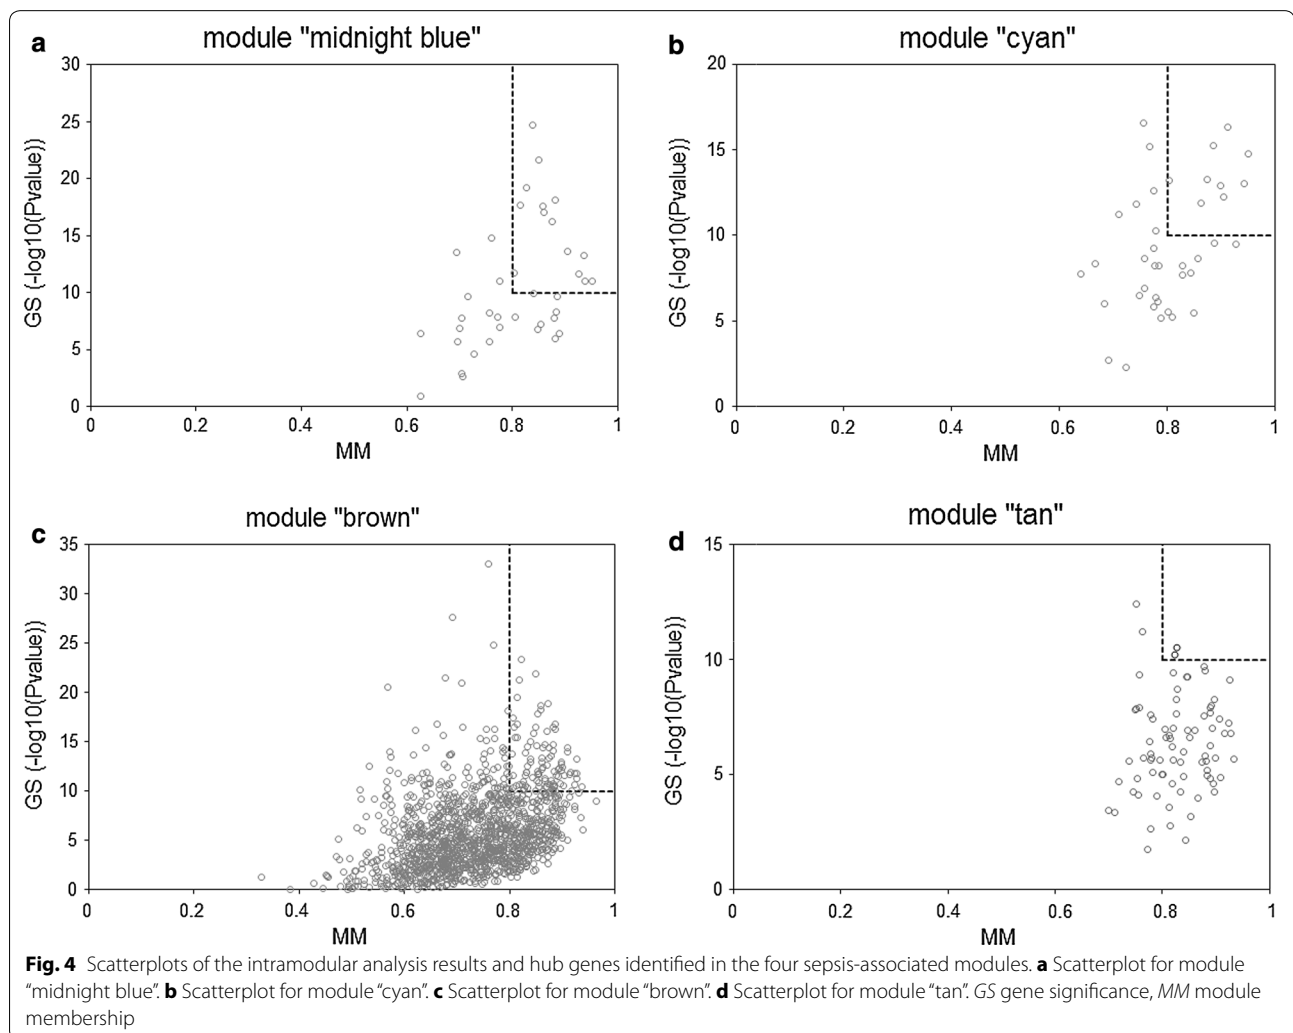 a
module "midnight blue"
GS (-log10(Pvalue))
30
25
20
15
10
5
0
0 0.2 0.4 0.6 0.8 1
MM
b
module "cyan"
GS (-log10(Pvalue))
20
15
10
5
0
0 0.2 0.4 0.6 0.8 1
MM
c
module "brown"
GS (-log10(Pvalue))
35
30
25
20
15
10
5
0
0 0.2 0.4 0.6 0.8 1
MM
d
module "tan"
GS (-log10(Pvalue))
15
10
5
0
0 0.2 0.4 0.6 0.8 1
MM
Fig. 4 Scatterplots of the intramodular analysis results and hub genes identified in the four sepsis-associated modules. a Scatterplot for module
“midnight blue”. b Scatterplot for module “cyan”. c Scatterplot for module “brown”. d Scatterplot for module “tan”. GS gene significance, MM module
membership